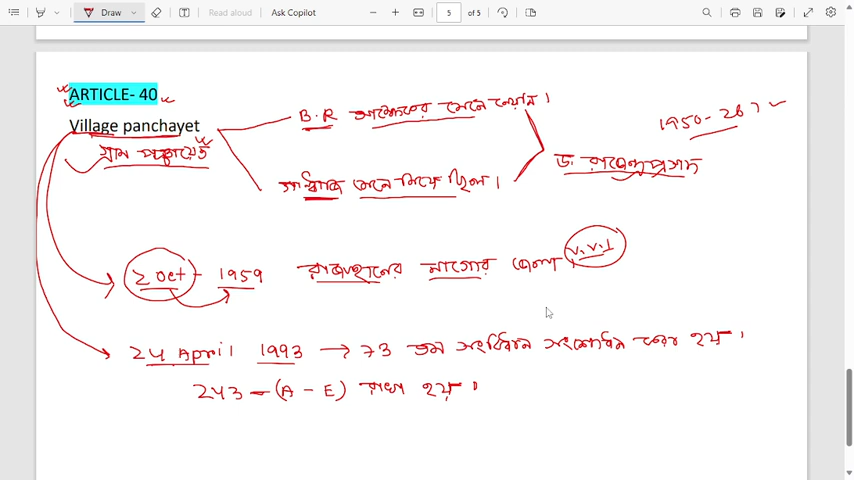 Draw
Read aloud
Ask Copilot
5 of 5
ARTICLE- 40
Village panchayet
গ্রাম পঞ্চায়েত
B.R আম্বেদকর মেনে নেয়নি।
গান্ধীজি মেনে নিয়ে ছিল।
ড. রাজেন্দ্রপ্রসাদ
1950-26
2 Oct - 1959 রাজস্থানের নাগোর জেলা। V.V.I
24 April 1993 → 73 তম সংবিধান সংশোধন করা হয়।
243 - (A - E) রাখা হয়।